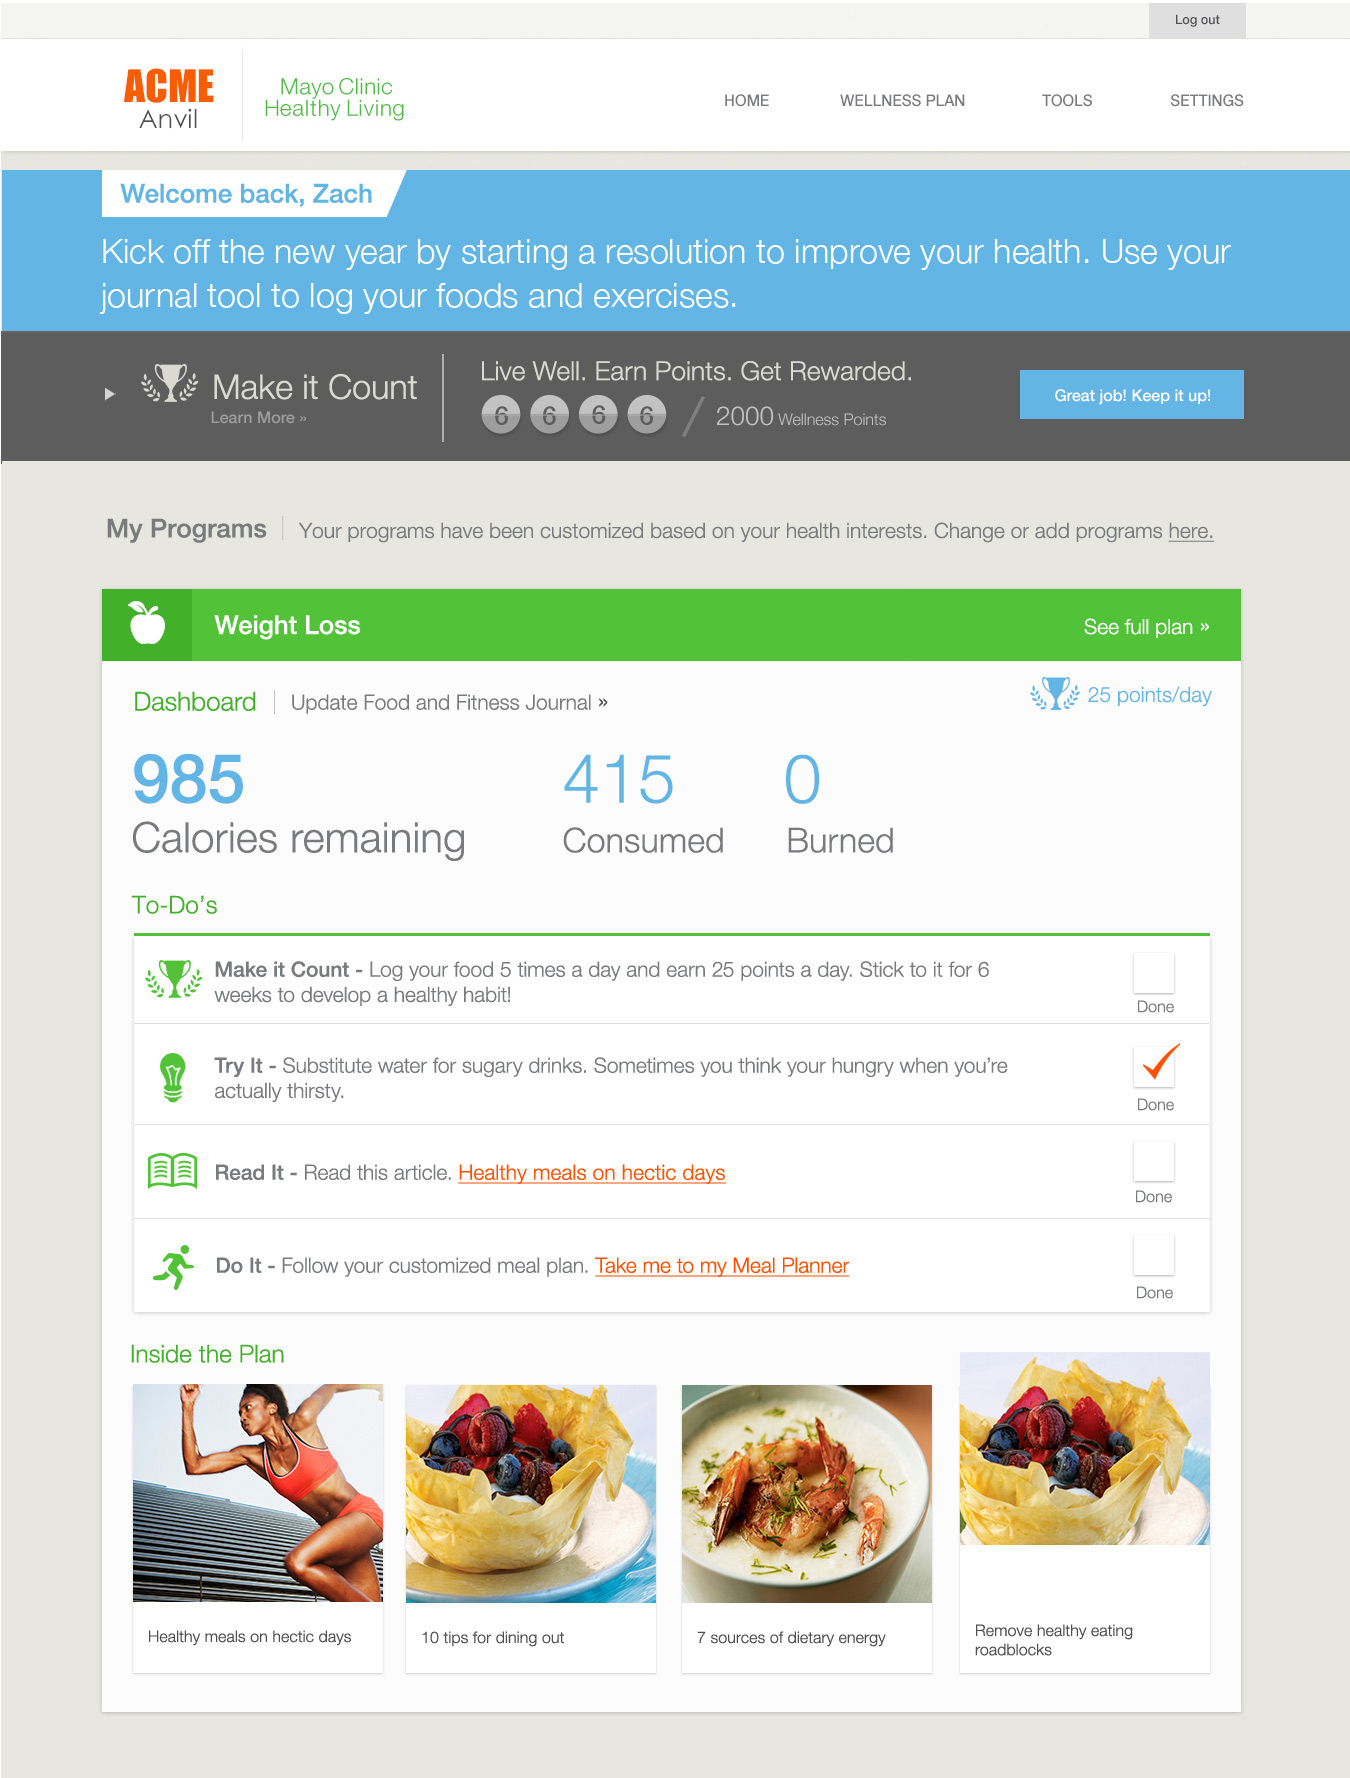 Log out
ACME
Anvil
Mayo Clinic
Healthy Living
HOME
WELLNESS PLAN
TOOLS
SETTINGS
Welcome back, Zach
Kick off the new year by starting a resolution to improve your health. Use your
journal tool to log your foods and exercises.
Make it Count
Learn More »
Live Well. Earn Points. Get Rewarded.
6 6 6 6 / 2000 Wellness Points
Great job! Keep it up!
My Programs
Your programs have been customized based on your health interests. Change or add programs here.
Weight Loss
See full plan »
Dashboard
Update Food and Fitness Journal »
25 points/day
985
Calories remaining
415
Consumed
0
Burned
To-Do’s
Make it Count - Log your food 5 times a day and earn 25 points a day. Stick to it for 6
weeks to develop a healthy habit!
Done
Try It - Substitute water for sugary drinks. Sometimes you think your hungry when you’re
actually thirsty.
Done
Read It - Read this article. Healthy meals on hectic days
Done
Do It - Follow your customized meal plan. Take me to my Meal Planner
Done
Inside the Plan
Healthy meals on hectic days
10 tips for dining out
7 sources of dietary energy
Remove healthy eating
roadblocks